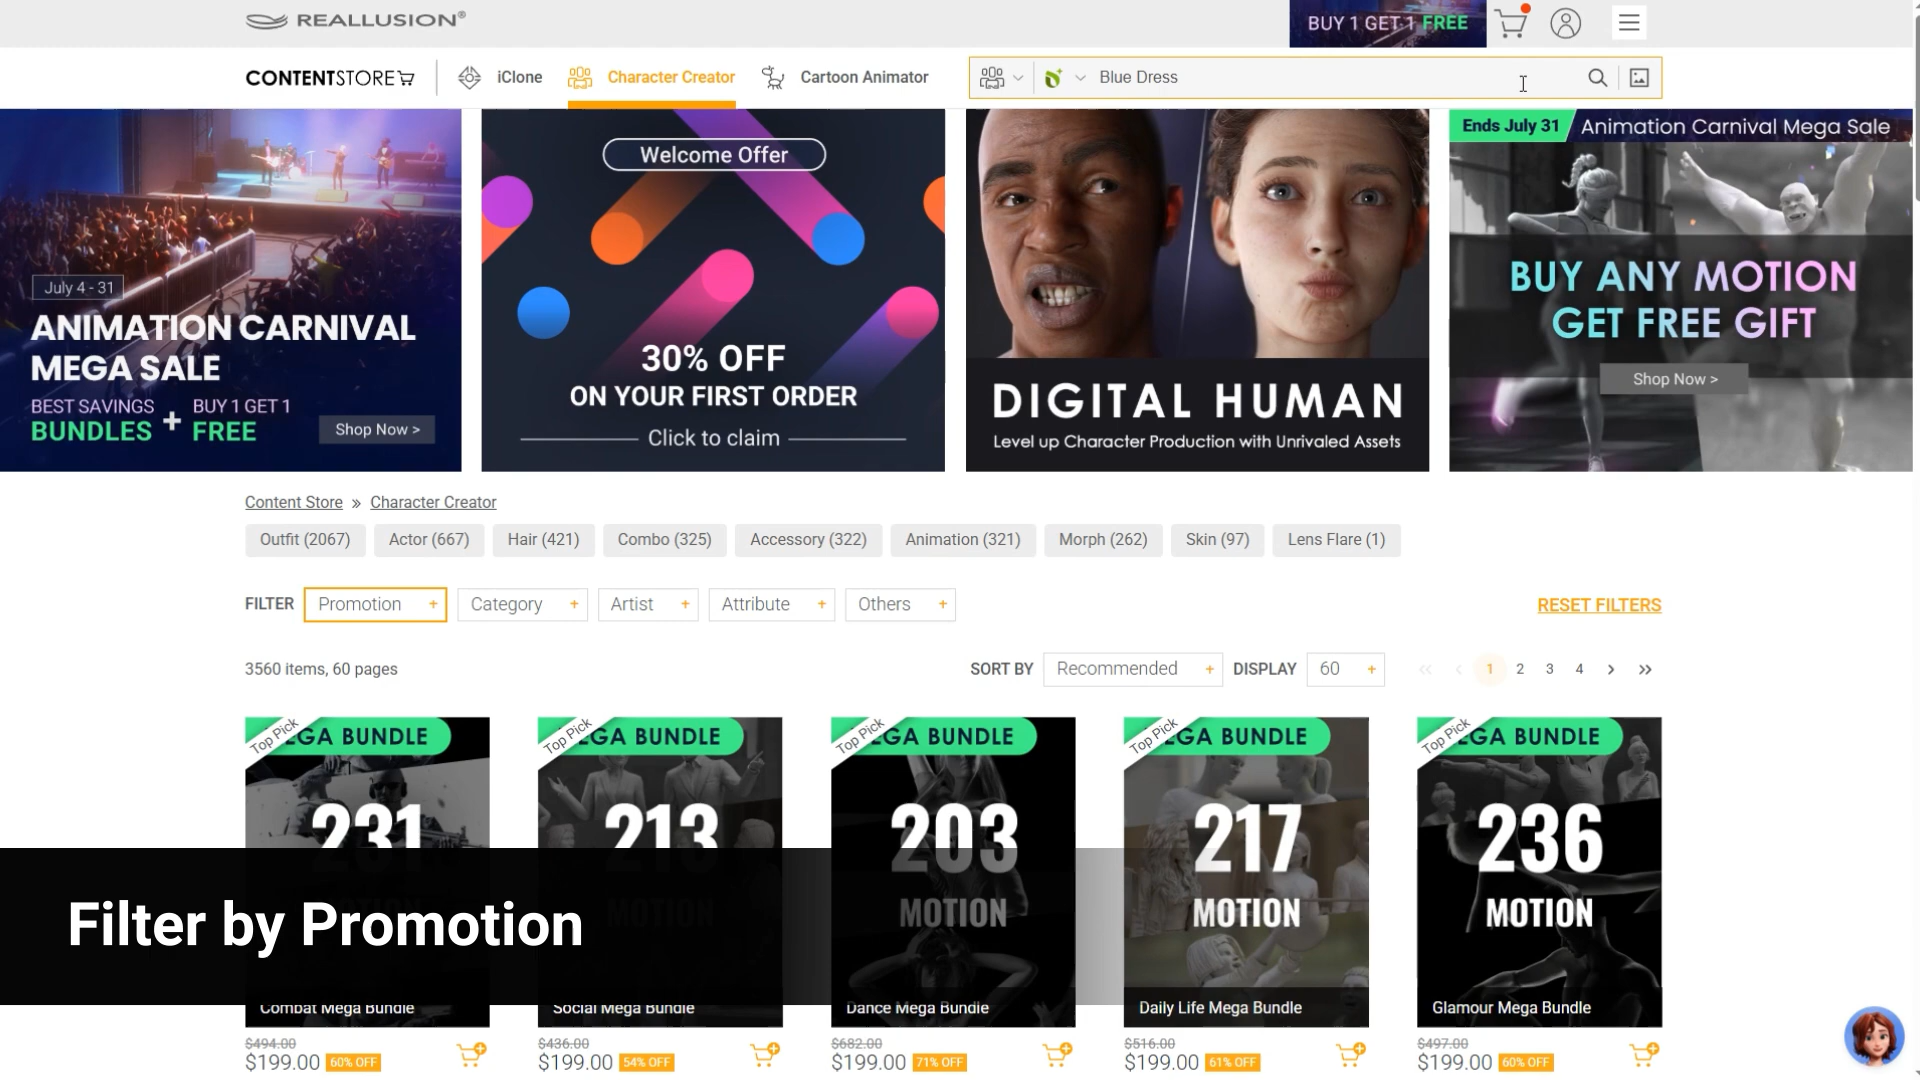 REALLUSION®
BUY 1 GET 1 FREE
CONTENTSTORE
iClone
Character Creator
Cartoon Animator
Blue Dress
July 4 - 31
ANIMATION CARNIVAL
MEGA SALE
BEST SAVINGS
BUNDLES
+
BUY 1 GET 1
FREE
Shop Now >
Welcome Offer
30% OFF
ON YOUR FIRST ORDER
Click to claim
DIGITAL HUMAN
Level up Character Production with Unrivaled Assets
Ends July 31
Animation Carnival Mega Sale
BUY ANY MOTION
GET FREE GIFT
Shop Now >
Content Store » Character Creator
Outfit (2067)
Actor (667)
Hair (421)
Combo (325)
Accessory (322)
Animation (321)
Morph (262)
Skin (97)
Lens Flare (1)
FILTER
Promotion +
Category +
Artist +
Attribute +
Others +
RESET FILTERS
3560 items, 60 pages
SORT BY
Recommended +
DISPLAY
60 +
« ‹ 1 2 3 4 › »
Top Pick
EGA BUNDLE
231
Combat Mega Bundle
$494.00
$199.00
60% OFF
Top Pick
EGA BUNDLE
213
MOTION
Social Mega Bundle
$436.00
$199.00
54% OFF
Top Pick
EGA BUNDLE
203
MOTION
Dance Mega Bundle
$682.00
$199.00
71% OFF
Top Pick
EGA BUNDLE
217
MOTION
Daily Life Mega Bundle
$516.00
$199.00
61% OFF
Top Pick
EGA BUNDLE
236
MOTION
Glamour Mega Bundle
$497.00
$199.00
60% OFF
Filter by Promotion